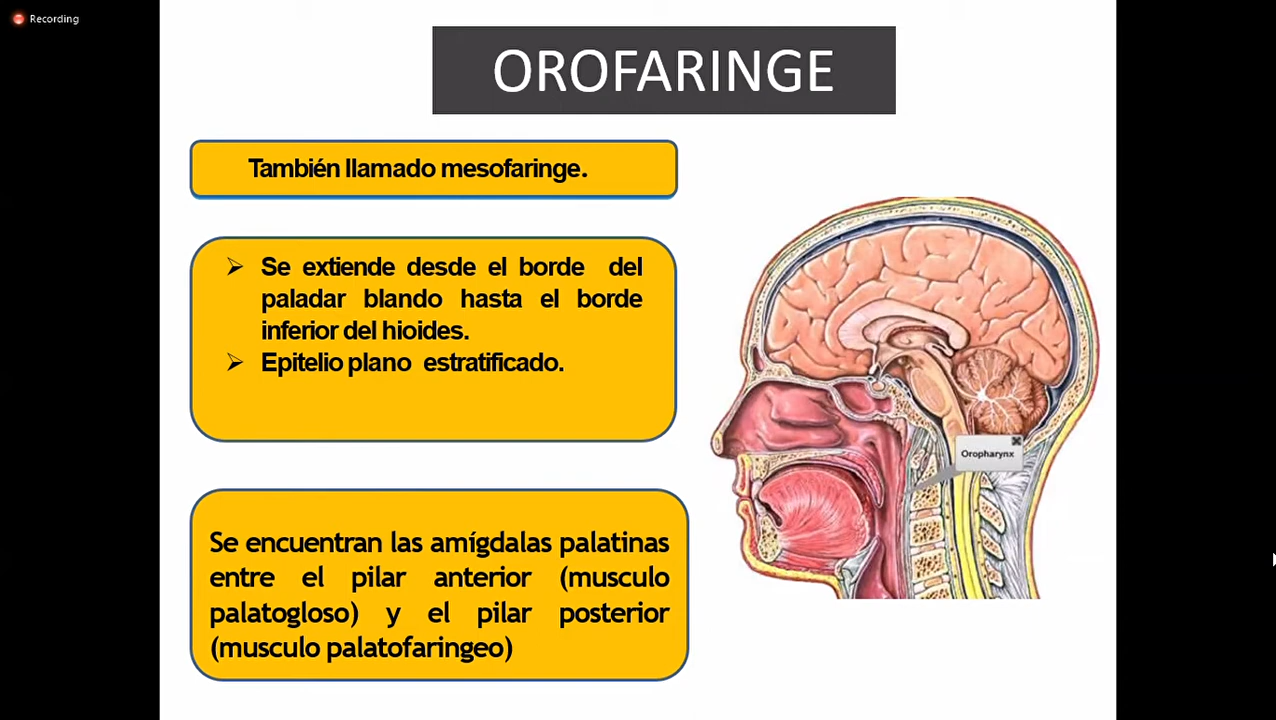 Recording
OROFARINGE
También llamado mesofaringe.
➢ Se extiende desde el borde del
paladar blando hasta el borde
inferior del hioides.
➢ Epitelio plano estratificado.
Oropharynx
Se encuentran las amígdalas palatinas
entre el pilar anterior (musculo
palatogloso) y el pilar posterior
(musculo palatofaringeo)